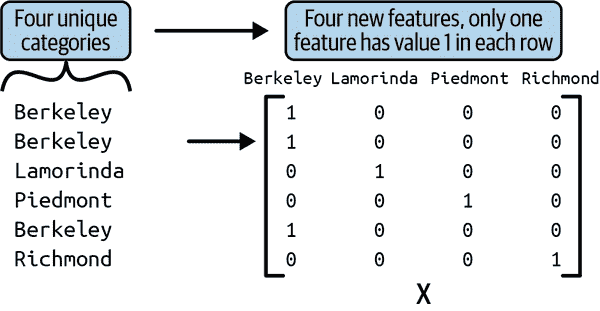 Four unique
categories
Four new features, only one
feature has value 1 in each row
Berkeley Lamorinda Piedmont Richmond
Berkeley 1 0 0 0
Berkeley 1 0 0 0
Lamorinda 0 1 0 0
Piedmont 0 0 1 0
Berkeley 1 0 0 0
Richmond 0 0 0 1
X